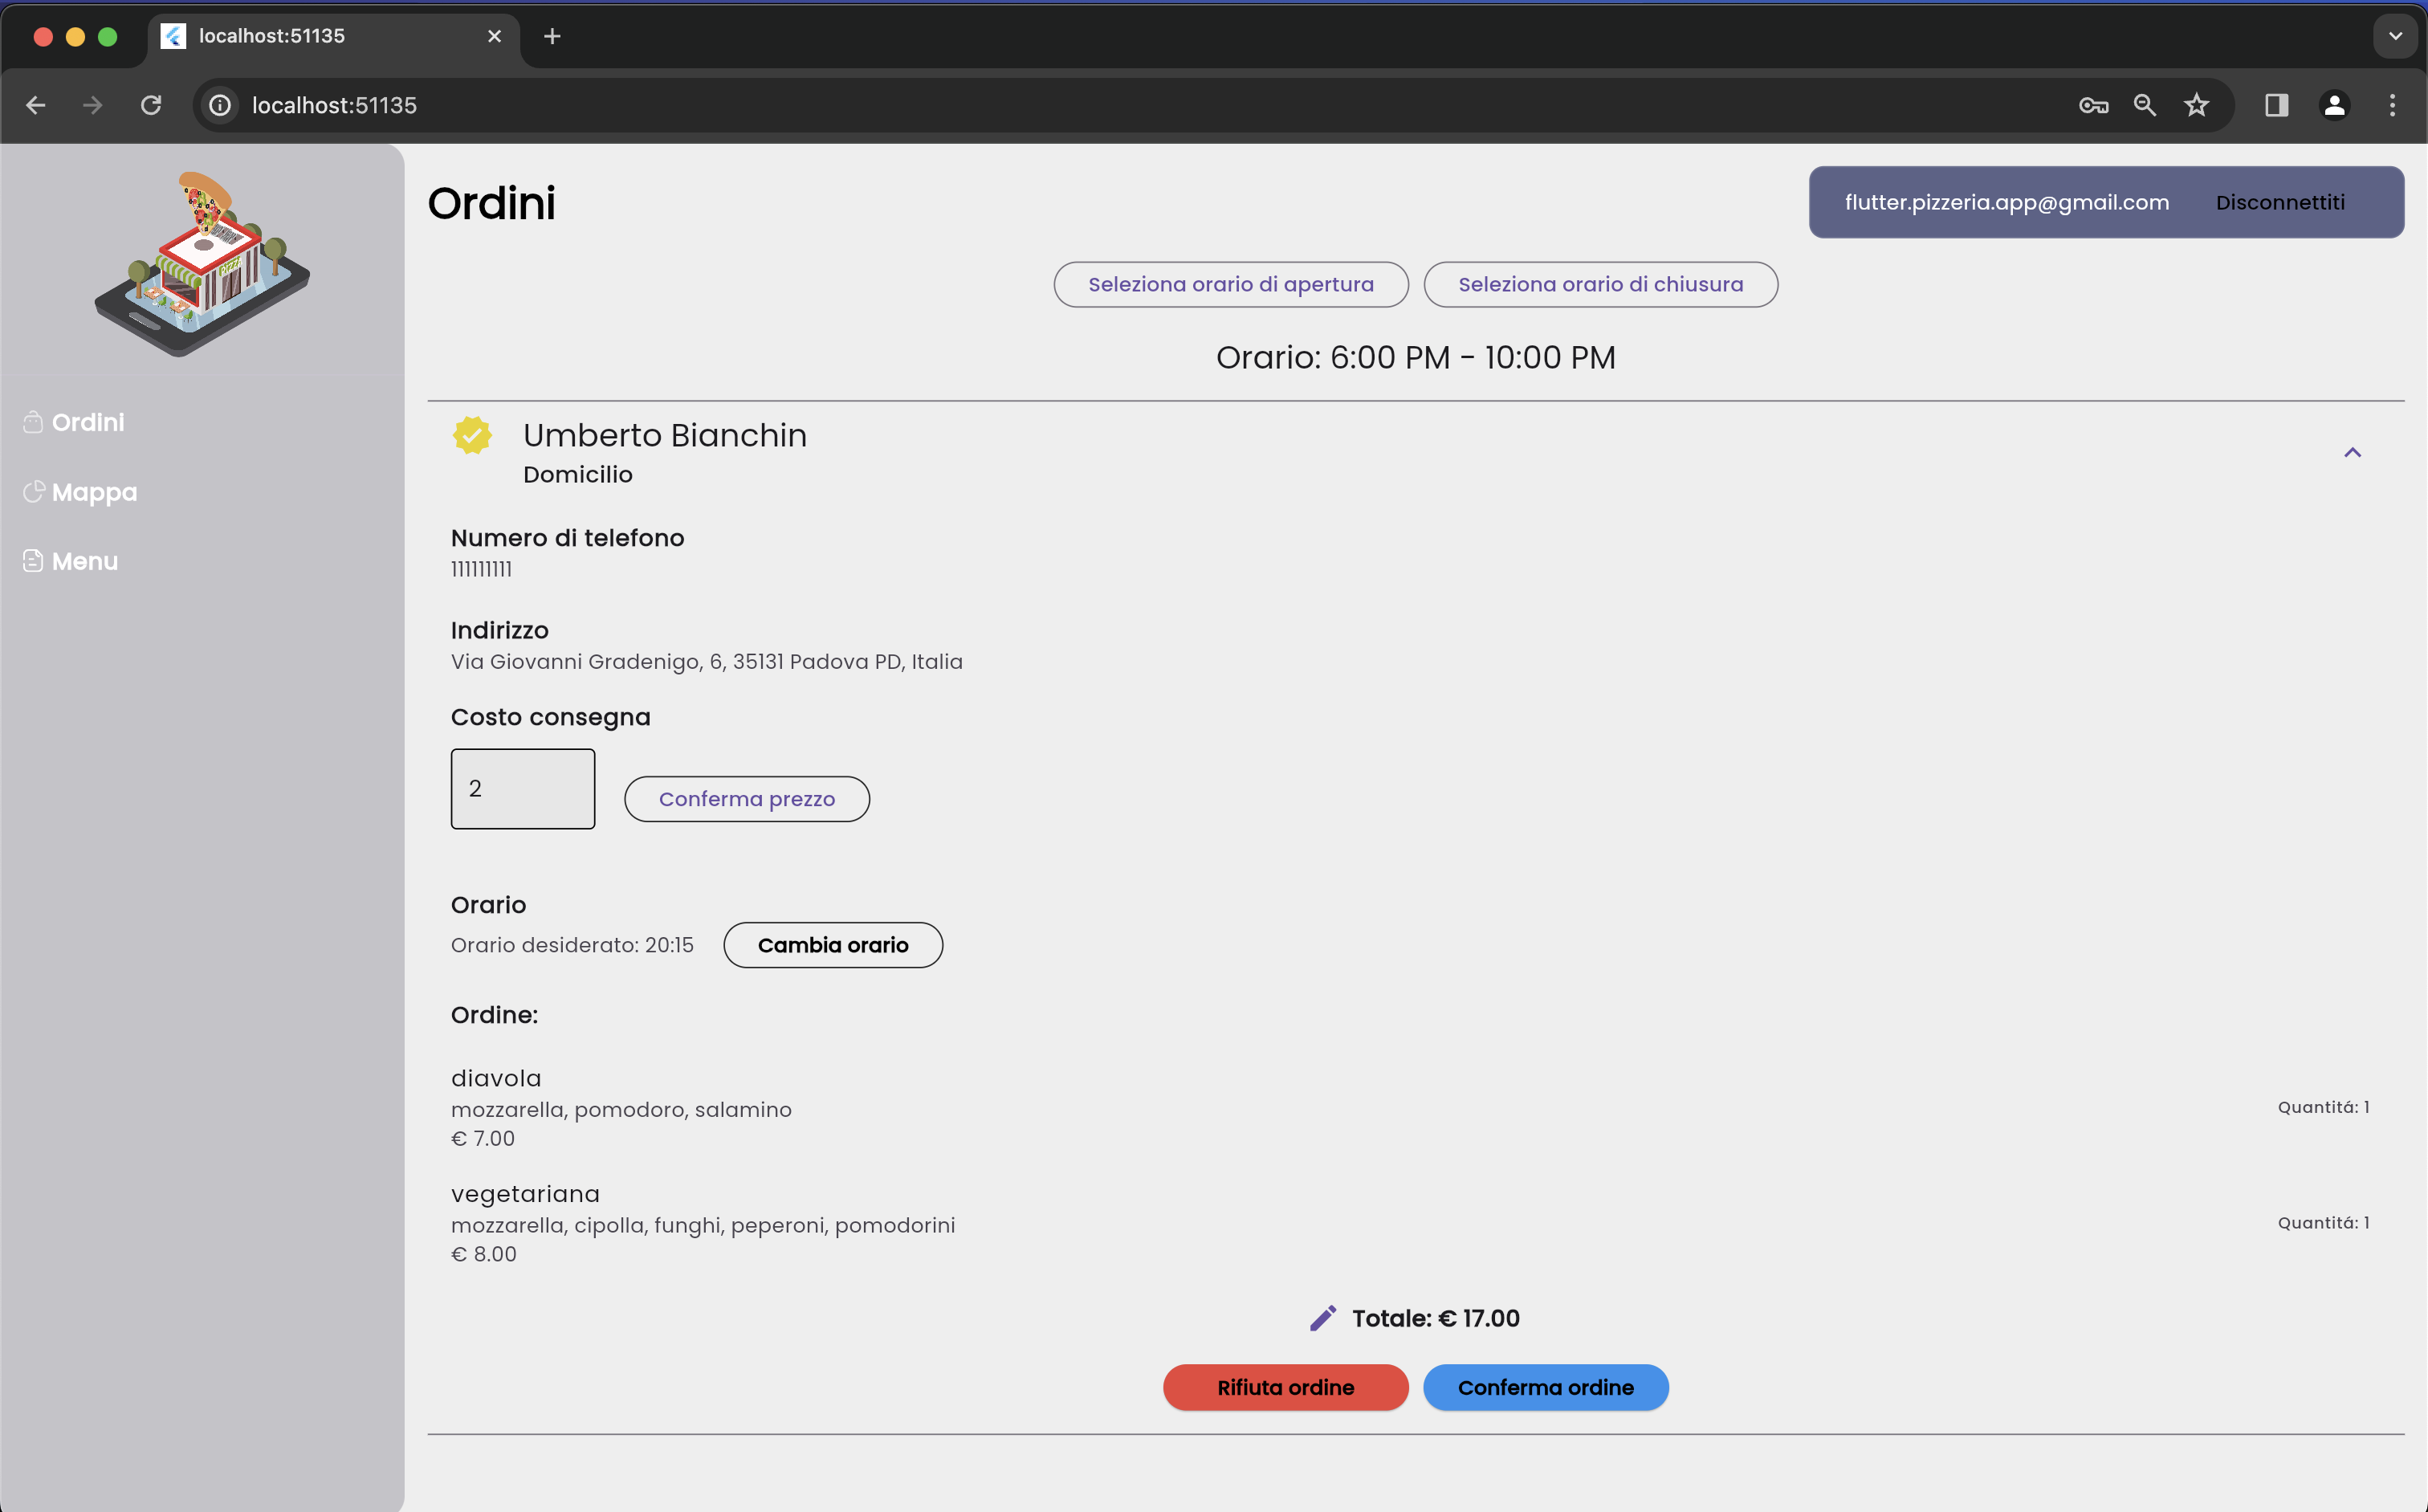 localhost:51135
localhost:51135
Ordini
flutter.pizzeria.app@gmail.com Disconnettiti
Seleziona orario di apertura Seleziona orario di chiusura
Orario: 6:00 PM - 10:00 PM
Ordini
Mappa
Menu
Umberto Bianchin
Domicilio
Numero di telefono
1111111111
Indirizzo
Via Giovanni Gradenigo, 6, 35131 Padova PD, Italia
Costo consegna
2 Conferma prezzo
Orario
Orario desiderato: 20:15 Cambia orario
Ordine:
diavola
mozzarella, pomodoro, salamino
€ 7.00
Quantitá: 1
vegetariana
mozzarella, cipolla, funghi, peperoni, pomodorini
€ 8.00
Quantitá: 1
Totale: € 17.00
Rifiuta ordine Conferma ordine